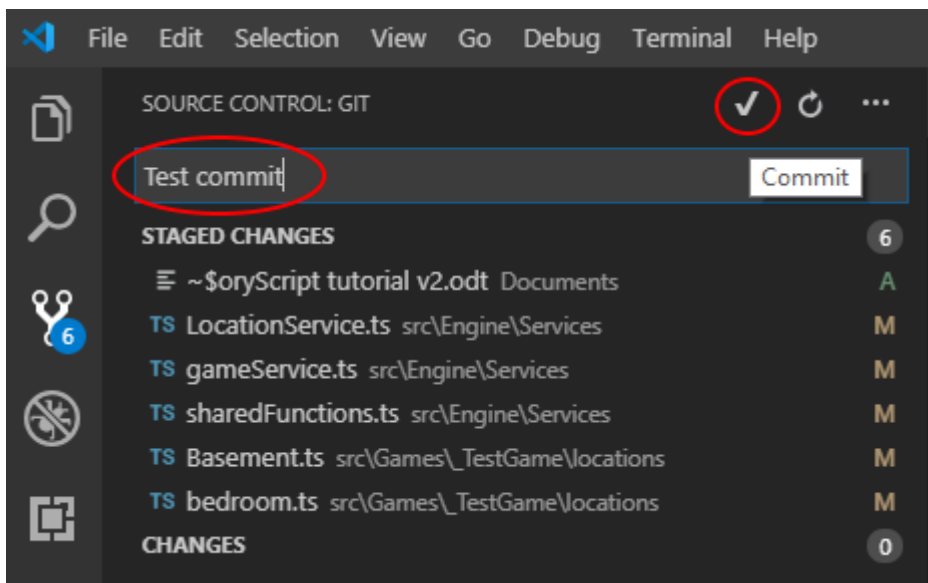 File Edit Selection View Go Debug Terminal Help
SOURCE CONTROL: GIT
Test commit Commit
STAGED CHANGES 6
~$oryScript tutorial v2.odt Documents A
TS LocationService.ts src\Engine\Services M
6
TS gameService.ts src\Engine\Services M
TS sharedFunctions.ts src\Engine\Services M
TS Basement.ts src\Games\_TestGame\locations M
TS bedroom.ts src\Games\_TestGame\locations M
CHANGES 0